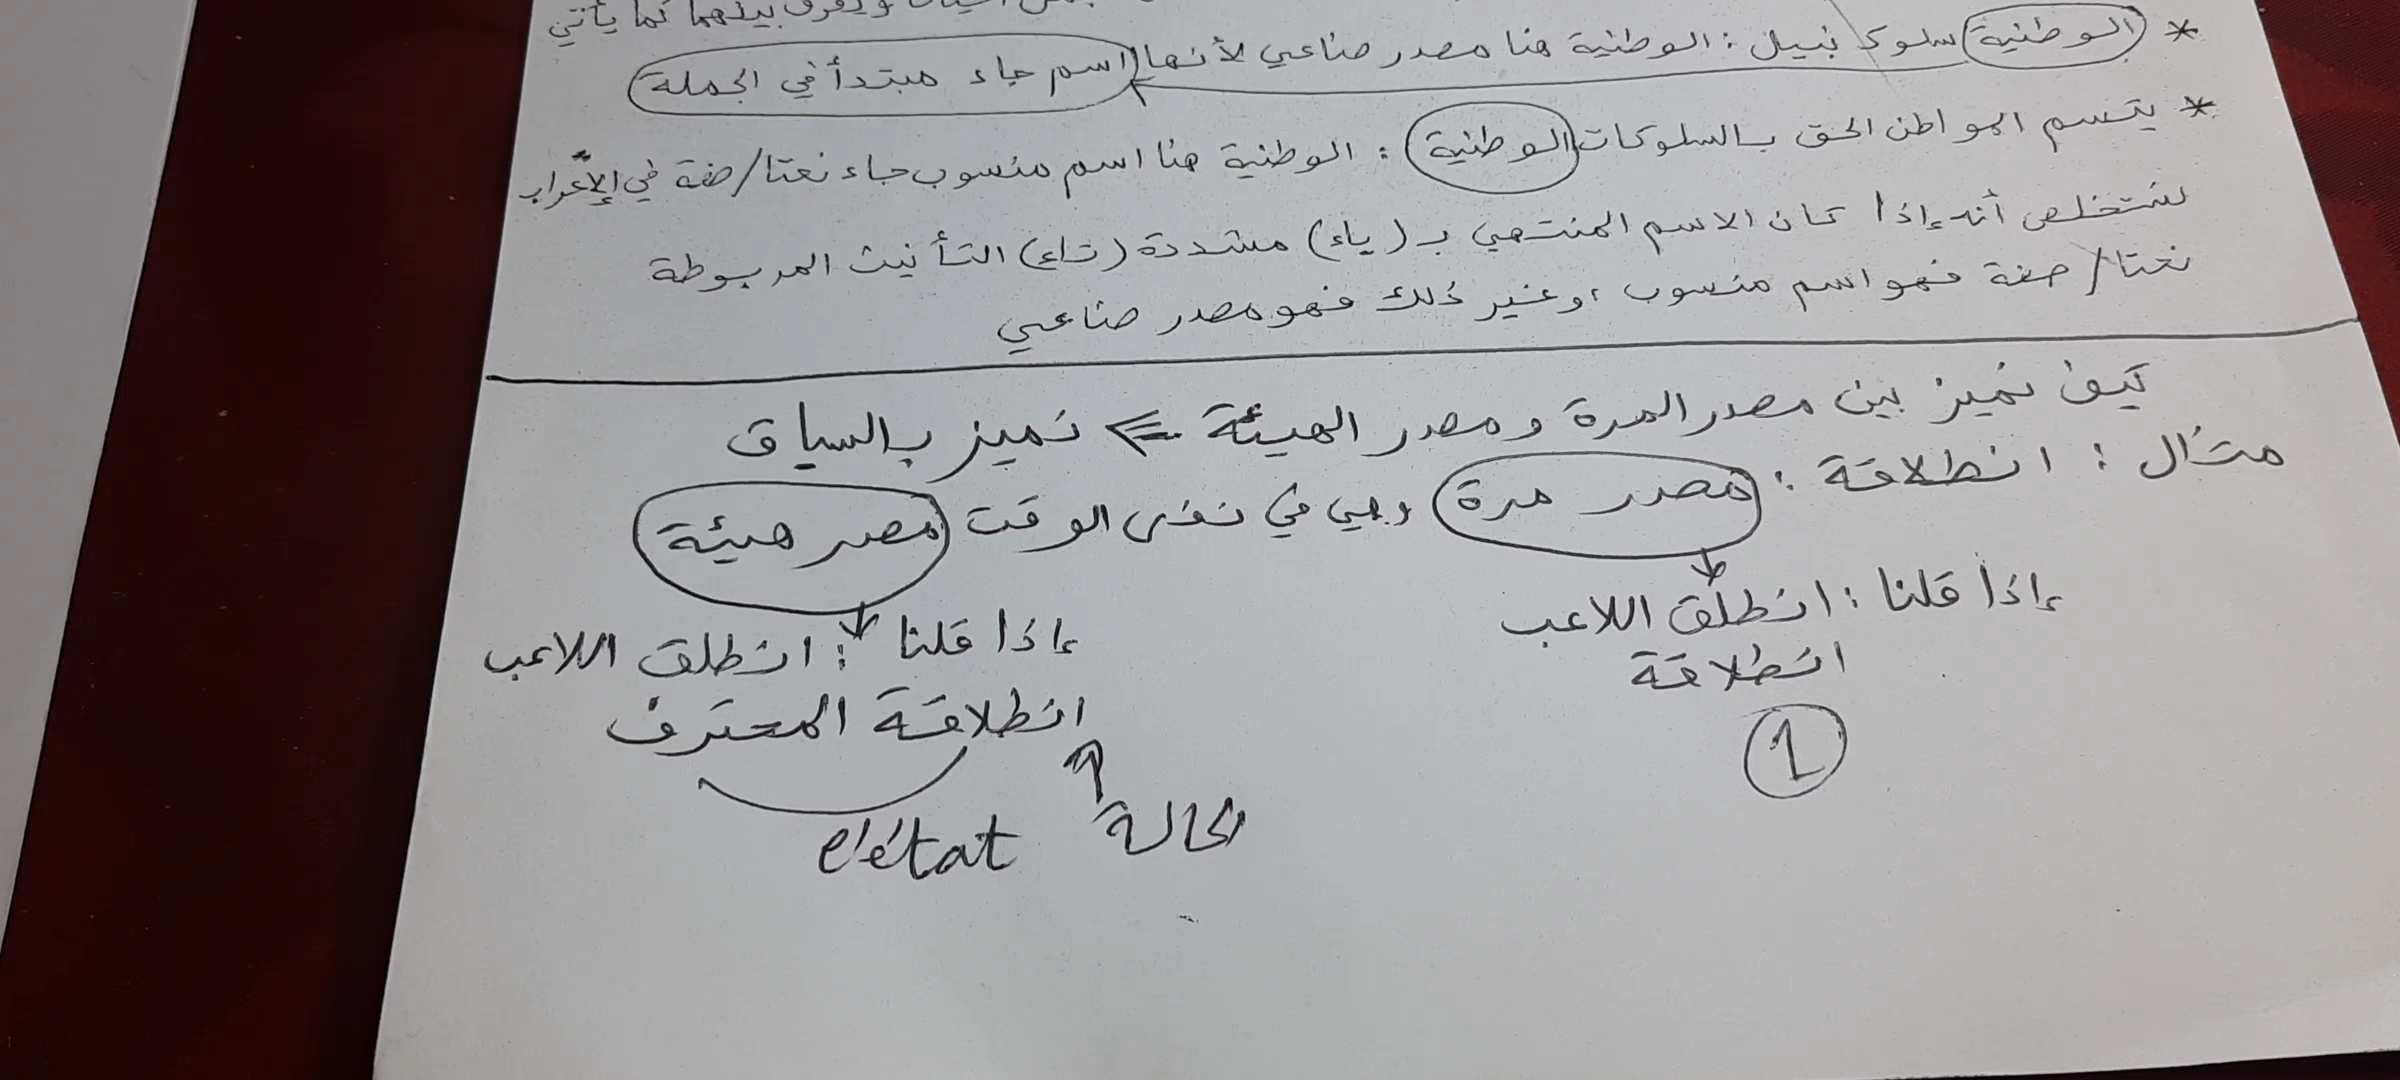 ويفرق بينهما كما يأتي
* الوطنية سلوك نبيل : الوطنية هنا مصدر صناعي لأنها اسم جاء مبتدأ في الجملة
* يتسم المواطن الحق بالسلوكات الوطنية : الوطنية هنا اسم منسوب جاء نعتا/صفة في الإعراب
نستخلص أنه إذا كان الاسم المنتهي بـ (ياء) مشددة (تاء) التأنيث المربوطة
نعتا/صفة فهو اسم منسوب ، وغير ذلك فهو مصدر صناعي
كيف نميز بين مصدر المرة ومصدر الهيئة ⇐ نميز بالسياق
مثال : انطلاقة : مصدر مرة وهي في نفس الوقت مصدر هيئة
إذا قلنا : انطلق اللاعب
انطلاقة
1
إذا قلنا : انطلق اللاعب
انطلاقة المحترف
الحالة
l'état